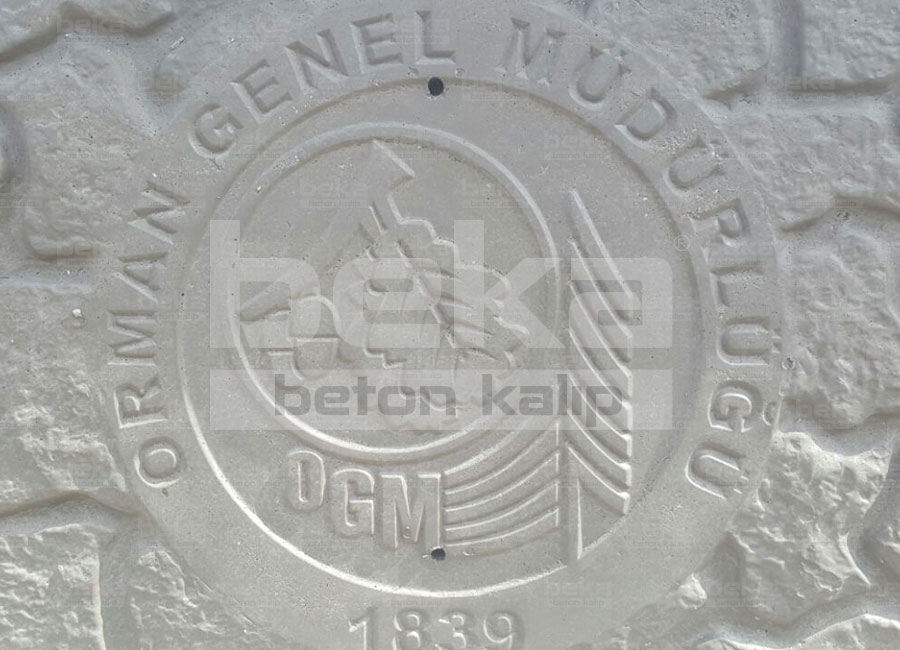 ORMAN GENEL MÜDÜRLÜĞÜ
beka®
beton kalıp
OGM
1839